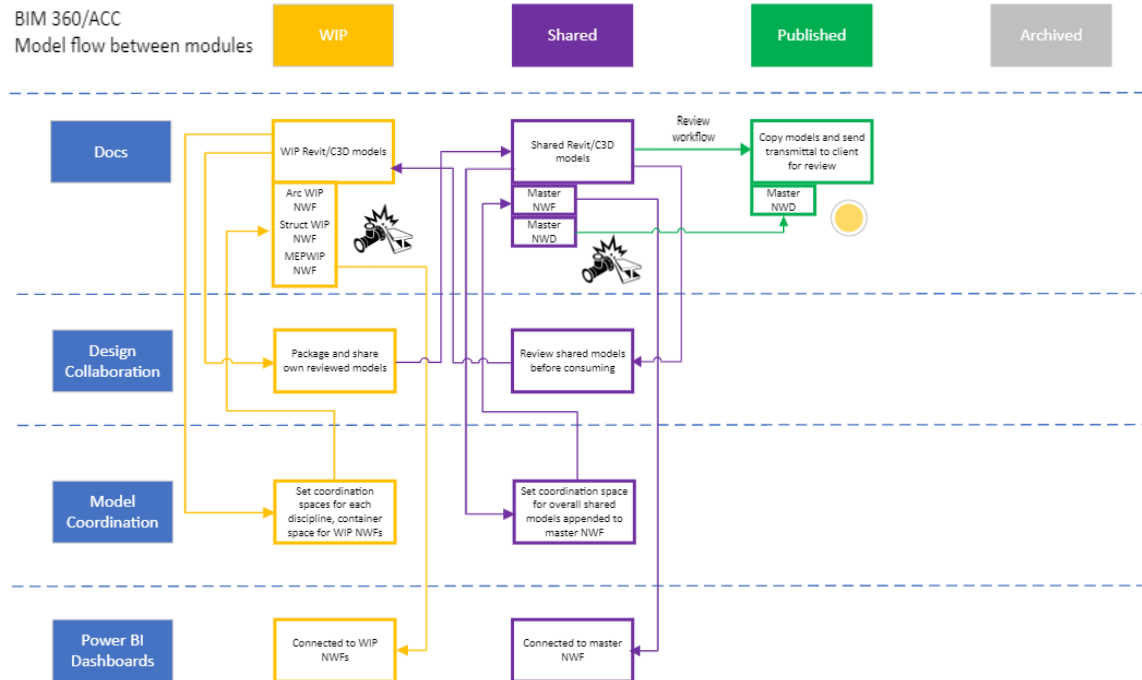 BIM 360/ACC
Model flow between modules
WIP
Shared
Published
Archived
Docs
WIP Revit/C3D models
Shared Revit/C3D
models
Review
workflow
Copy models and send
transmittal to client
for review
Arc WIP
NWF
Struct WIP
NWF
MEPWIP
NWF
Master
NWF
Master
NWD
Master
NWD
Design
Collaboration
Package and share
own reviewed models
Review shared models
before consuming
Model
Coordination
Set coordination
spaces for each
discipline, container
space for WIP NWFs
Set coordination space
for overall shared
models appended to
master NWF
Power BI
Dashboards
Connected to WIP
NWFs
Connected to master
NWF